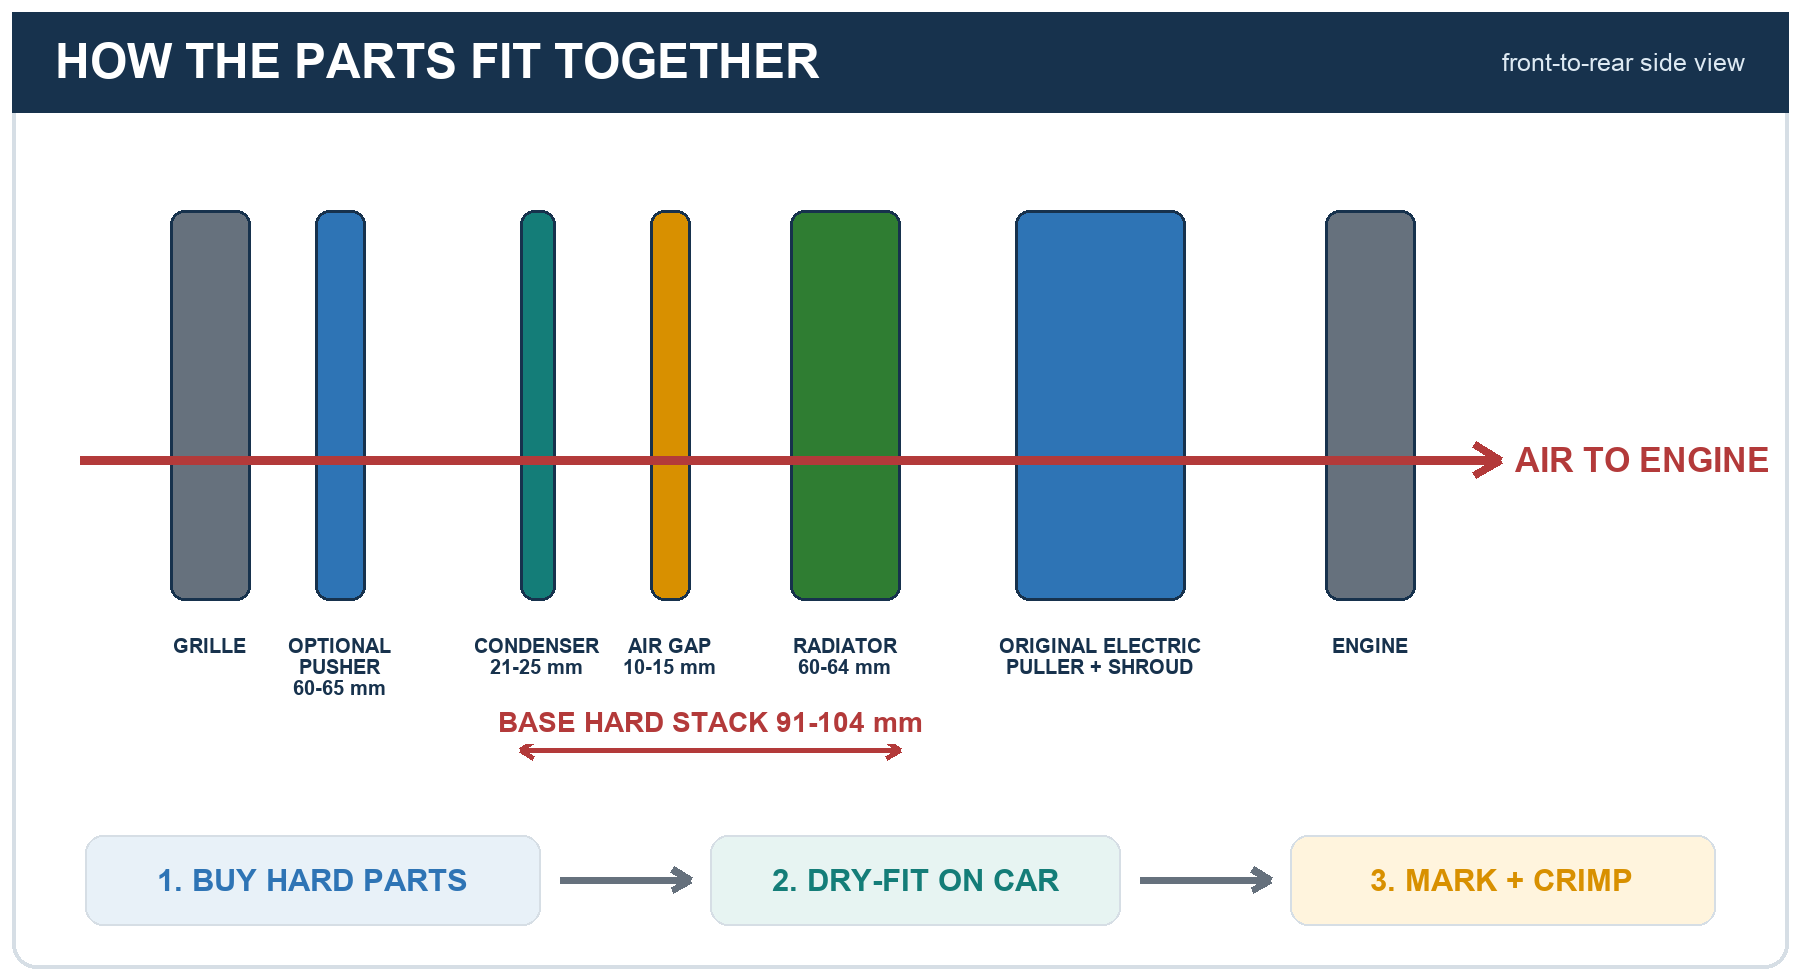 HOW THE PARTS FIT TOGETHER
front-to-rear side view
AIR TO ENGINE
GRILLE
OPTIONAL
PUSHER
60-65 mm
CONDENSER
21-25 mm
AIR GAP
10-15 mm
RADIATOR
60-64 mm
ORIGINAL ELECTRIC
PULLER + SHROUD
ENGINE
BASE HARD STACK 91-104 mm
1. BUY HARD PARTS
2. DRY-FIT ON CAR
3. MARK + CRIMP